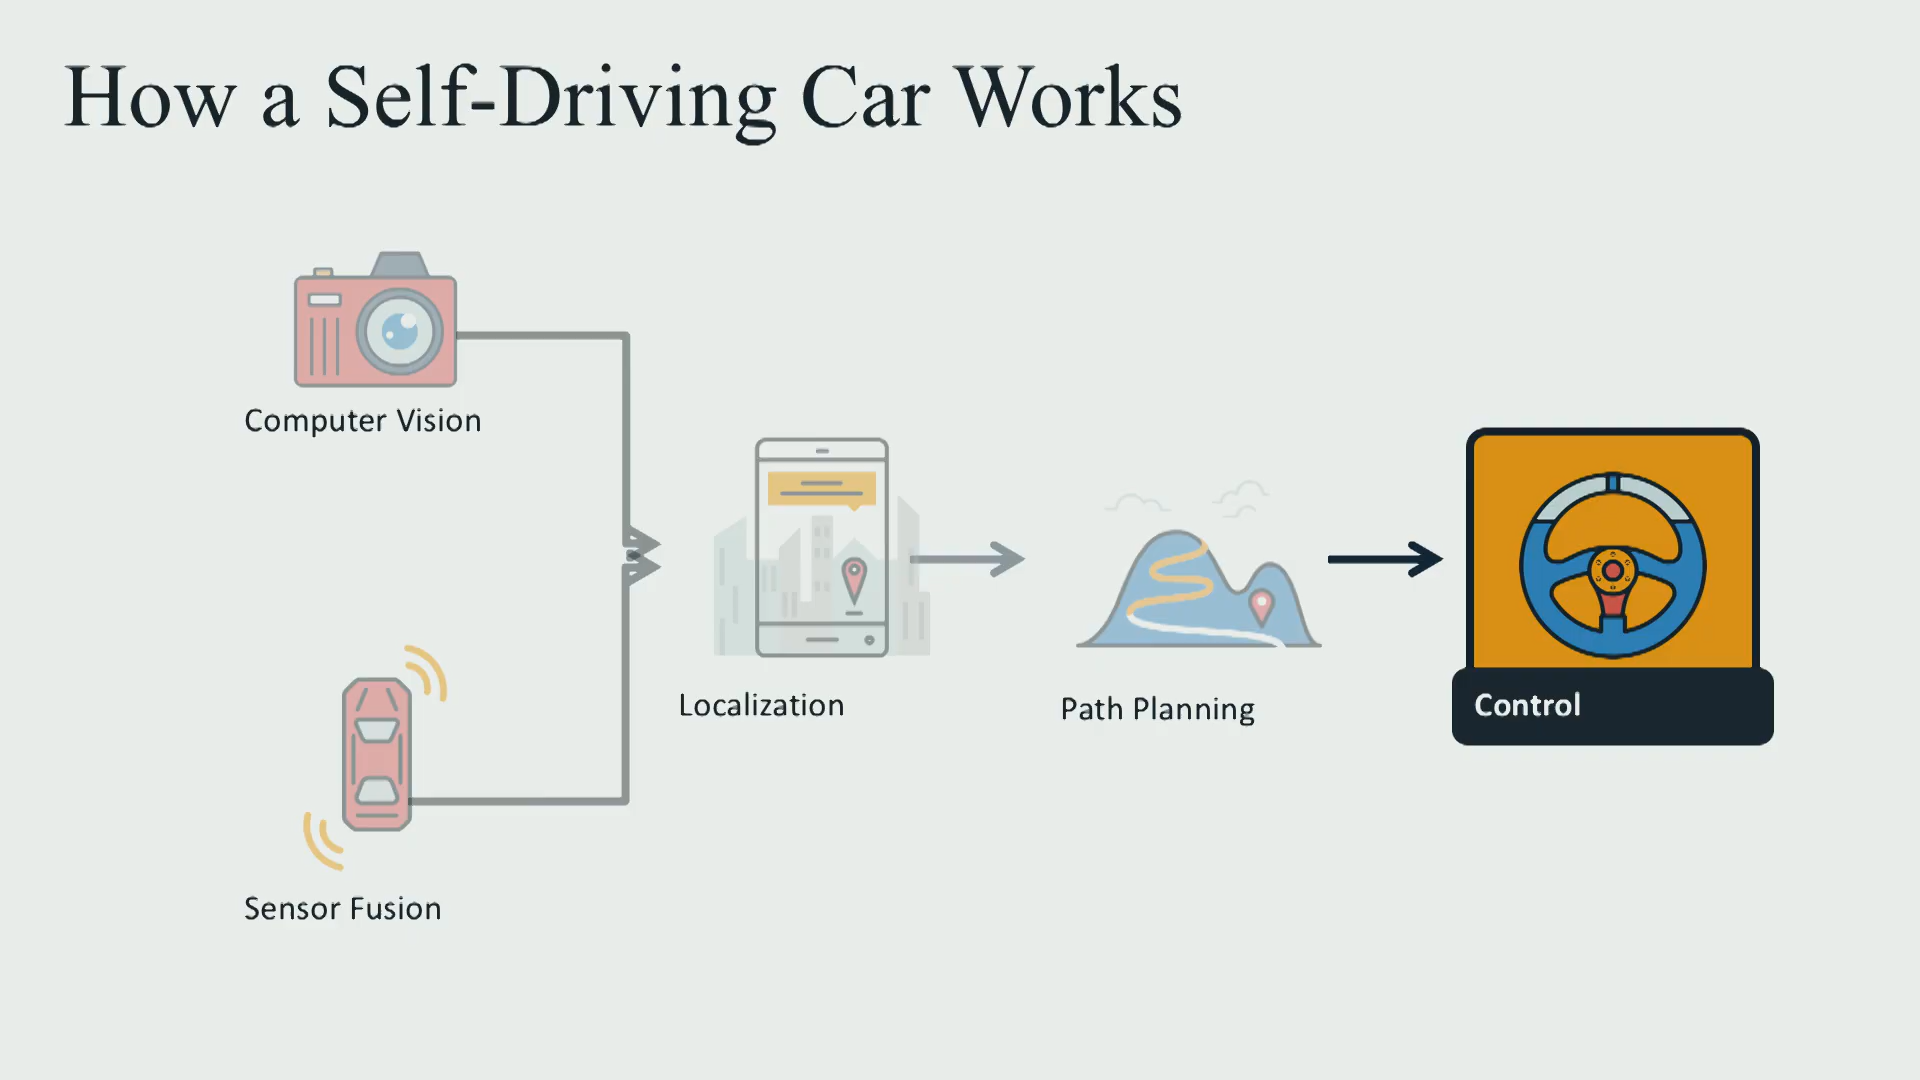 How a Self-Driving Car Works
Computer Vision
Localization
Path Planning
Control
Sensor Fusion